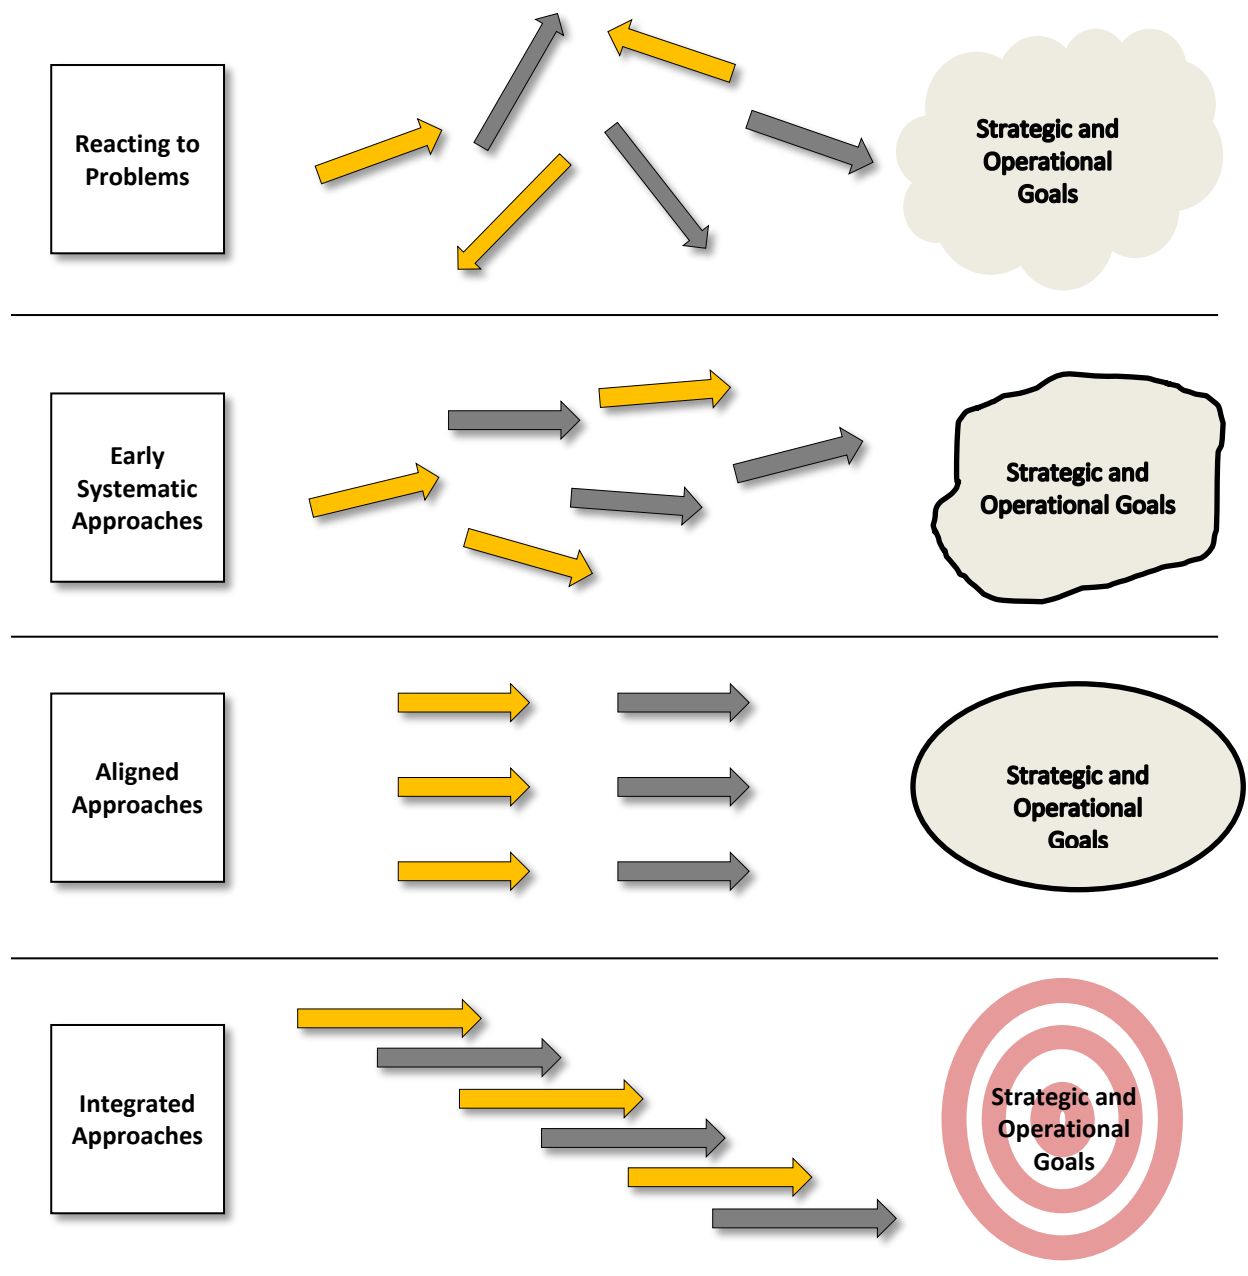 Reacting to
Problems
Strategic and
Operational
Goals
Early
Systematic
Approaches
Strategic and
Operational Goals
Aligned
Approaches
Strategic and
Operational
Goals
Integrated
Approaches
Strategic and
Operational
Goals